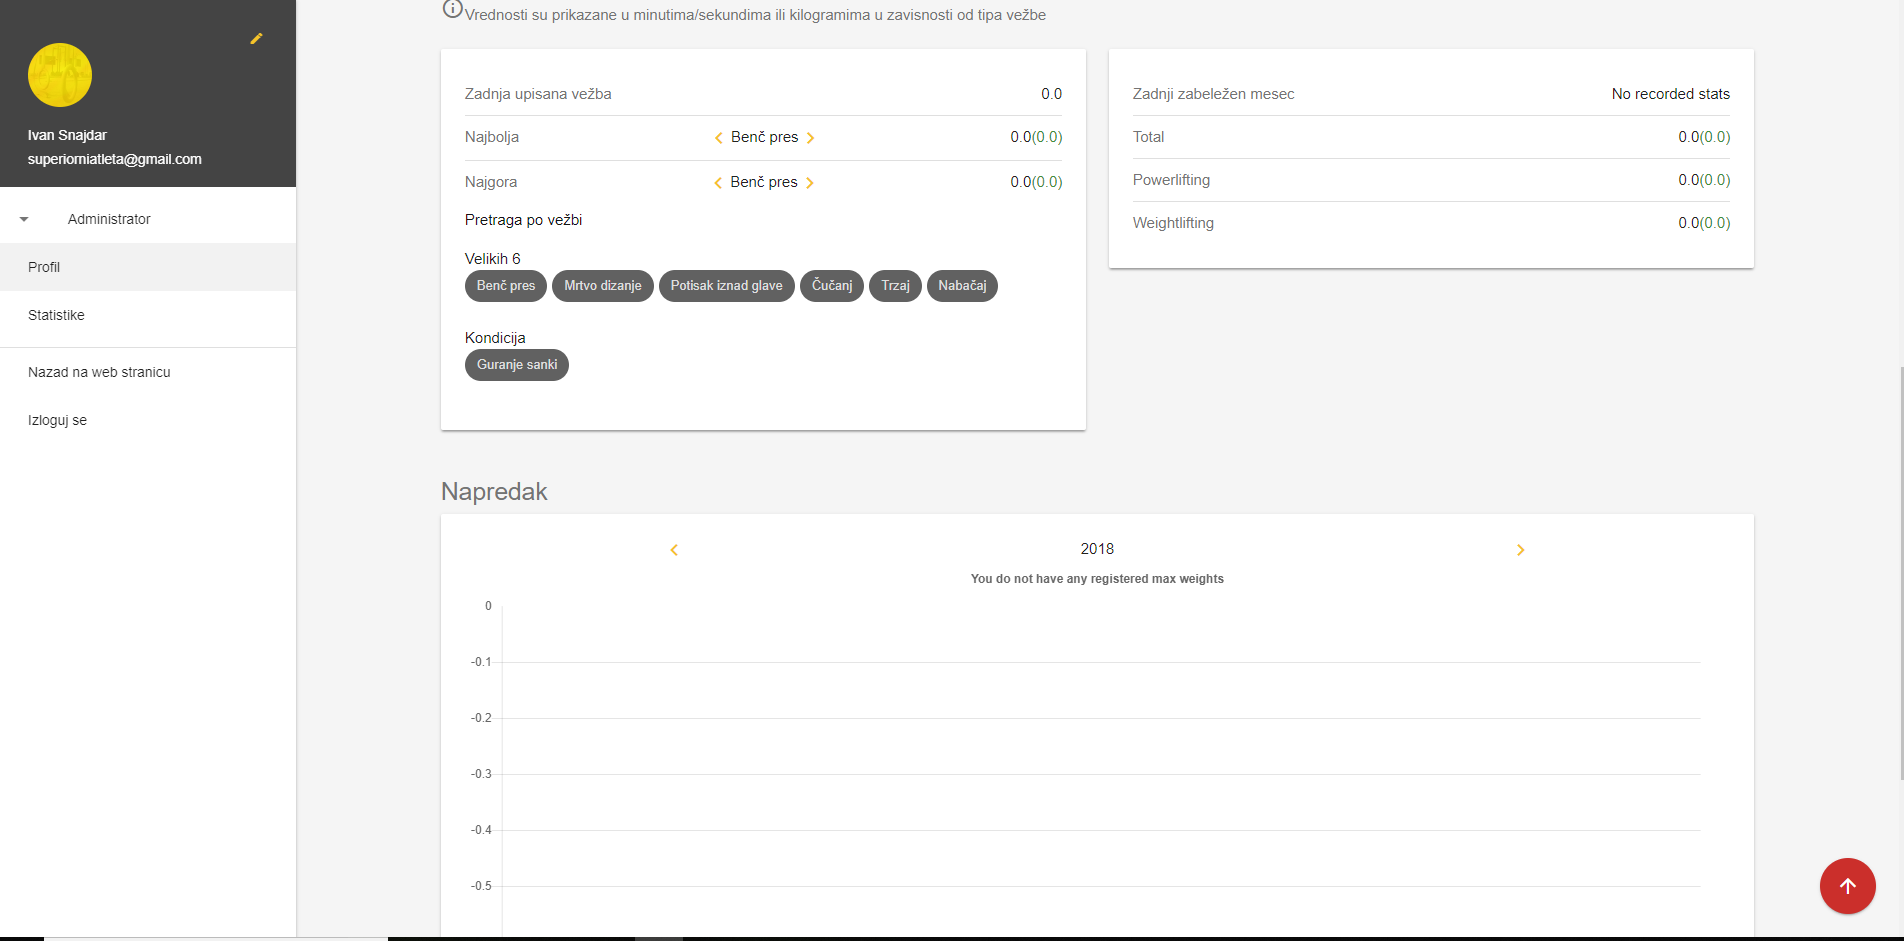 Ivan Snajdar
superiorniatleta@gmail.com
Administrator
Profil
Statistike
Nazad na web stranicu
Izloguj se
Vrednosti su prikazane u minutima/sekundima ili kilogramima u zavisnosti od tipa vežbe
Zadnja upisana vežba 0.0
Najbolja Benč pres 0.0(0.0)
Najgora Benč pres 0.0(0.0)
Pretraga po vežbi
Velikih 6
Benč pres Mrtvo dizanje Potisak iznad glave Čučanj Trzaj Nabačaj
Kondicija
Guranje sanki
Zadnji zabeležen mesec No recorded stats
Total 0.0(0.0)
Powerlifting 0.0(0.0)
Weightlifting 0.0(0.0)
Napredak
2018
You do not have any registered max weights
0
-0.1
-0.2
-0.3
-0.4
-0.5